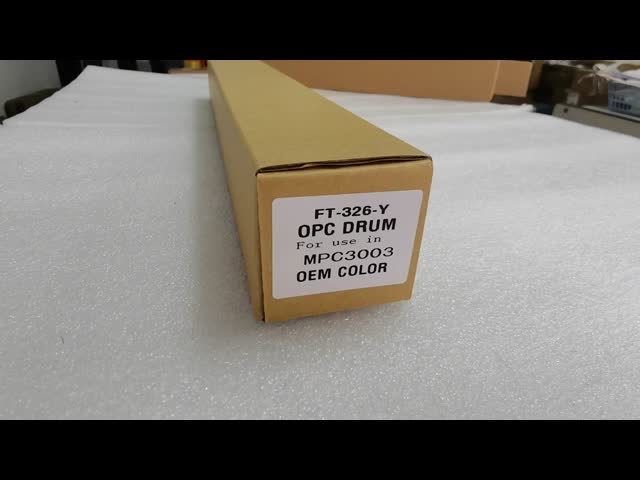 FT-326-Y
OPC DRUM
For use in
MPC3003
OEM COLOR